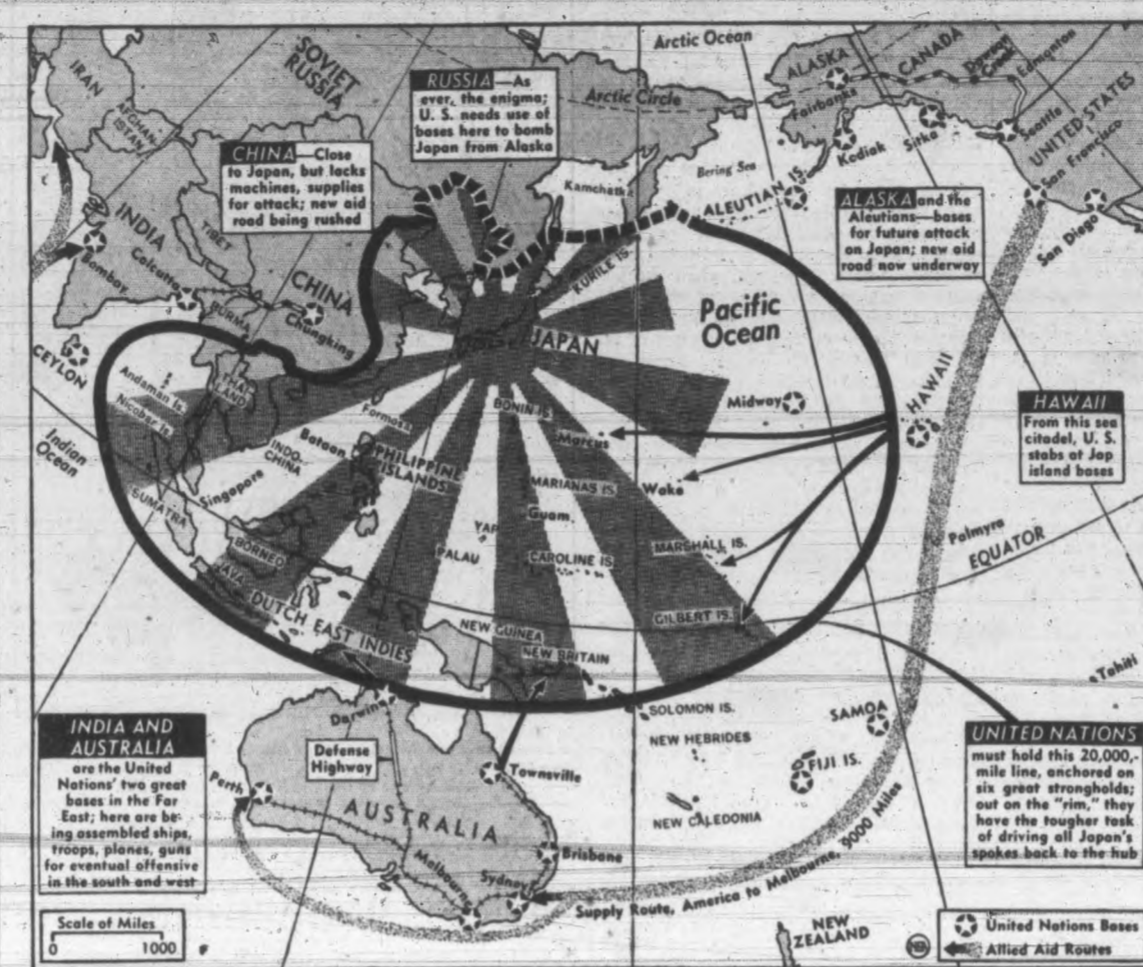 Arctic Ocean
SOVIET
RUSSIA
IRAN
AFGHAN-
ISTAN
RUSSIA—As
ever, the enigma;
U. S. needs use of
bases here to bomb
Japan from Alaska
Arctic Circle
ALASKA
CANADA
Dawson
Creek
Edmonton
Fairbanks
Kodiak
Sitka
Seattle
UNITED STATES
San Francisco
San Diego
CHINA—Close
to Japan, but lacks
machines, supplies
for attack; new aid
road being rushed
Kamchatka
Bering Sea
ALEUTIAN IS.
ALASKA and the
Aleutians—bases
for future attack
on Japan; new aid
road now underway
INDIA
TIBET
Bombay
Calcutta
CHINA
BURMA
Chungking
KURILE IS.
Pacific
Ocean
JAPAN
CEYLON
Andaman Is.
Nicobar Is.
THAI
LAND
Formosa
BONIN IS.
Marcus
Midway
HAWAII
HAWAII
From this sea
citadel, U. S.
stabs at Jap
island bases
Indian
Ocean
INDO-
CHINA
Bataan
PHILIPPINE
ISLANDS
MARIANAS IS.
Wake
Guam
Singapore
SUMATRA
YAP
PALAU
CAROLINE IS
MARSHALL IS.
Palmyra
EQUATOR
BORNEO
JAVA
DUTCH EAST INDIES
GILBERT IS.
NEW GUINEA
NEW BRITAIN
Tahiti
SOLOMON IS.
SAMOA
INDIA AND
AUSTRALIA
are the United
Nations' two great
bases in the Far
East; here are be-
ing assembled ships,
troops, planes, guns
for eventual offensive
in the south and west
Darwin
Defense
Highway
Perth
Townsville
NEW HEBRIDES
FIJI IS.
NEW CALEDONIA
UNITED NATIONS
must hold this 20,000,-
mile line, anchored on
six great strongholds;
out on the "rim," they
have the tougher task
of driving all Japan's
spokes back to the hub
AUSTRALIA
Brisbane
Melbourne
Sydney
Supply Route, America to Melbourne, 9000 Miles
Scale of Miles
0 1000
NEW
ZEALAND
United Nations Bases
Allied Aid Routes